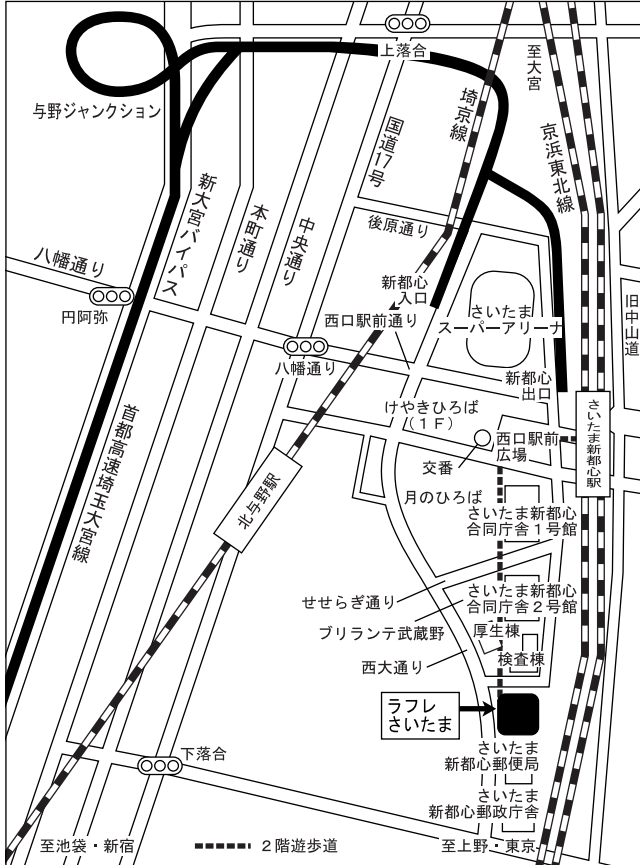 上落合
至大宮
与野ジャンクション
埼京線
京浜東北線
国道17号
新大宮バイパス
本町通り
中央通り
後原通り
八幡通り
円阿弥
新都心
入口
さいたま
スーパーアリーナ
旧中山道
西口駅前通り
八幡通り
新都心
出口
首都高速埼玉大宮線
けやきひろば
（１Ｆ）
西口駅前
広場
さいたま新都心駅
交番
北与野駅
月のひろば
さいたま新都心
合同庁舎１号館
せせらぎ通り
さいたま新都心
合同庁舎２号館
ブリランテ武蔵野
厚生棟
検査棟
西大通り
ラフレ
さいたま
下落合
さいたま
新都心郵便局
さいたま
新都心郵政庁舎
至池袋・新宿
２階遊歩道
至上野・東京